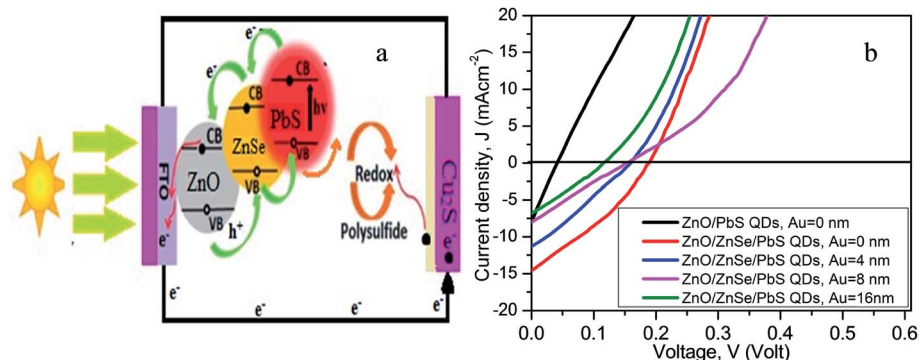 a
e⁻
e⁻
CB
PbS
hν
CB
VB
ZnSe
CB
ZnO
VB
VB
h⁺
FTO
e⁻
Redox
Polysulfide
Cu₂S
e⁻
e⁻
e⁻
e⁻
e⁻
b
Current density, J (mAcm⁻²)
20
15
10
5
0
-5
-10
-15
-20
ZnO/PbS QDs, Au=0 nm
ZnO/ZnSe/PbS QDs, Au=0 nm
ZnO/ZnSe/PbS QDs, Au=4 nm
ZnO/ZnSe/PbS QDs, Au=8 nm
ZnO/ZnSe/PbS QDs, Au=16nm
0.0 0.1 0.2 0.3 0.4 0.5 0.6
Voltage, V (Volt)